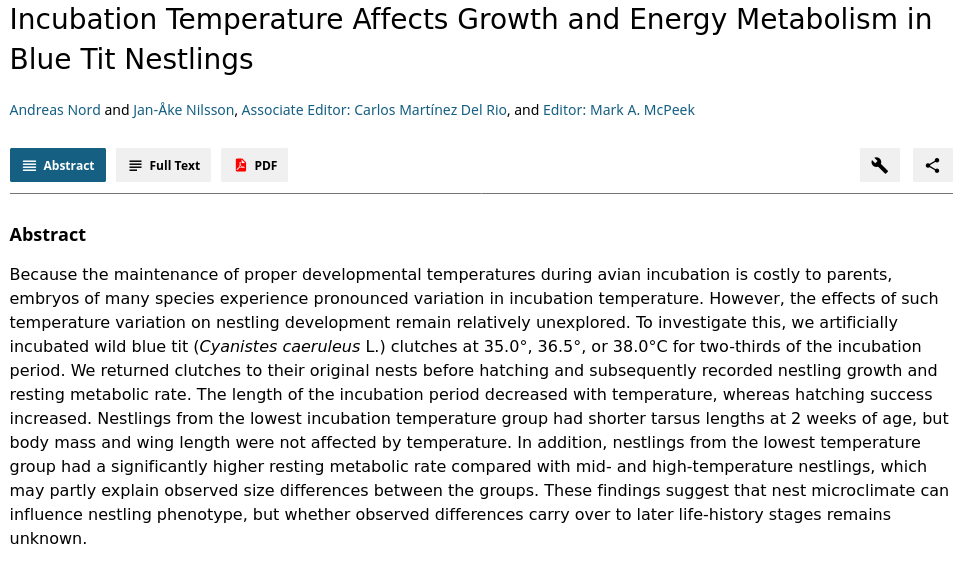 Incubation Temperature Affects Growth and Energy Metabolism in
Blue Tit Nestlings
Andreas Nord and Jan-Åke Nilsson, Associate Editor: Carlos Martínez Del Rio, and Editor: Mark A. McPeek
Abstract Full Text PDF
Abstract
Because the maintenance of proper developmental temperatures during avian incubation is costly to parents,
embryos of many species experience pronounced variation in incubation temperature. However, the effects of such
temperature variation on nestling development remain relatively unexplored. To investigate this, we artificially
incubated wild blue tit (Cyanistes caeruleus L.) clutches at 35.0°, 36.5°, or 38.0°C for two-thirds of the incubation
period. We returned clutches to their original nests before hatching and subsequently recorded nestling growth and
resting metabolic rate. The length of the incubation period decreased with temperature, whereas hatching success
increased. Nestlings from the lowest incubation temperature group had shorter tarsus lengths at 2 weeks of age, but
body mass and wing length were not affected by temperature. In addition, nestlings from the lowest temperature
group had a significantly higher resting metabolic rate compared with mid- and high-temperature nestlings, which
may partly explain observed size differences between the groups. These findings suggest that nest microclimate can
influence nestling phenotype, but whether observed differences carry over to later life-history stages remains
unknown.